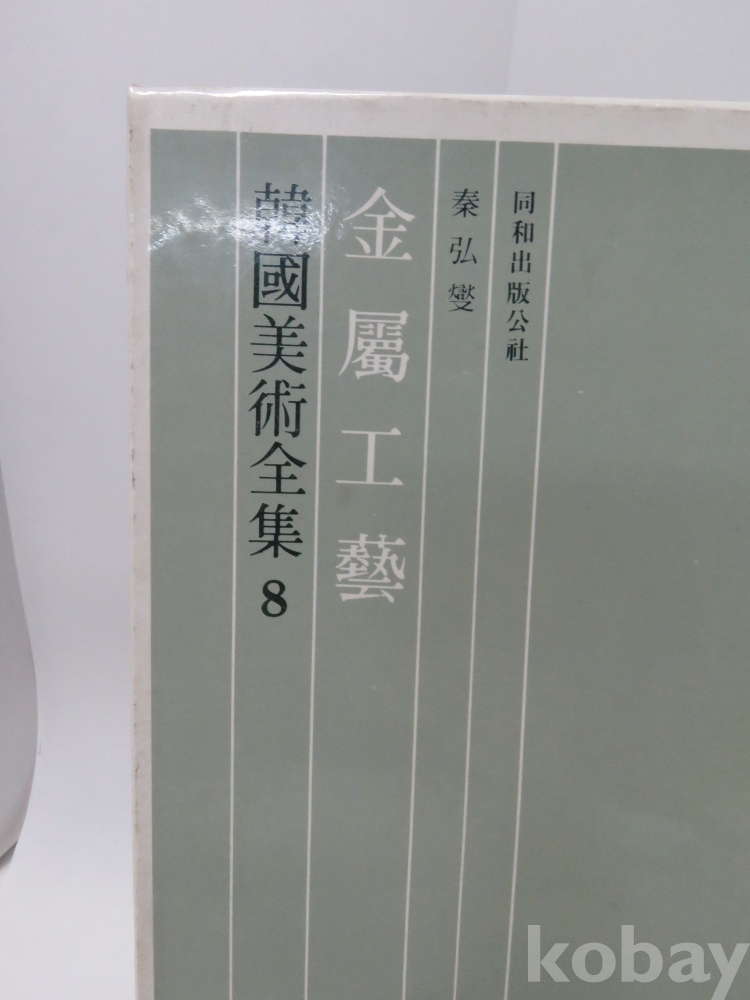 韓國美術全集 8
金屬工藝
秦弘燮
同和出版公社
kobay